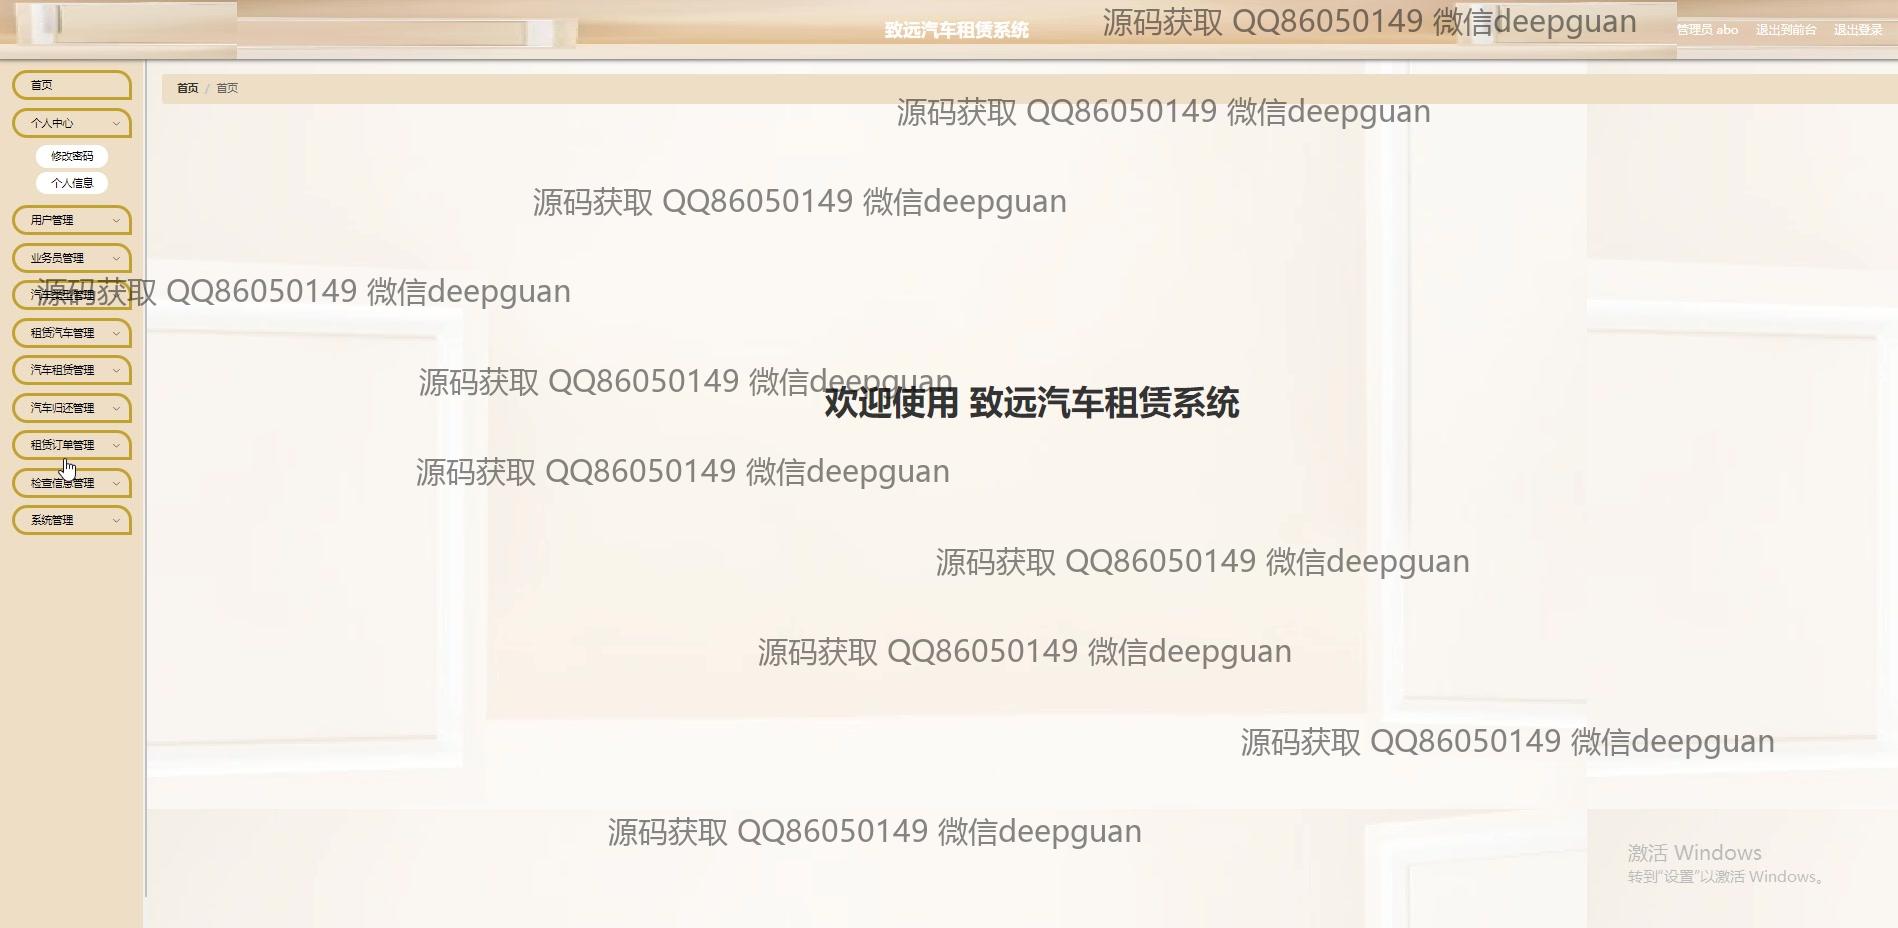 致远汽车租赁系统
源码获取 QQ86050149 微信deepguan
管理员 abo 退出到前台 退出登录
首页
首页 / 首页
源码获取 QQ86050149 微信deepguan
个人中心
修改密码
个人信息
源码获取 QQ86050149 微信deepguan
用户管理
业务员管理
汽车类型管理
源码获取 QQ86050149 微信deepguan
租赁汽车管理
汽车租赁管理
源码获取 QQ86050149 微信deepguan
欢迎使用 致远汽车租赁系统
汽车归还管理
租赁订单管理
源码获取 QQ86050149 微信deepguan
检查信息管理
系统管理
源码获取 QQ86050149 微信deepguan
源码获取 QQ86050149 微信deepguan
源码获取 QQ86050149 微信deepguan
源码获取 QQ86050149 微信deepguan
激活 Windows
转到“设置”以激活 Windows。